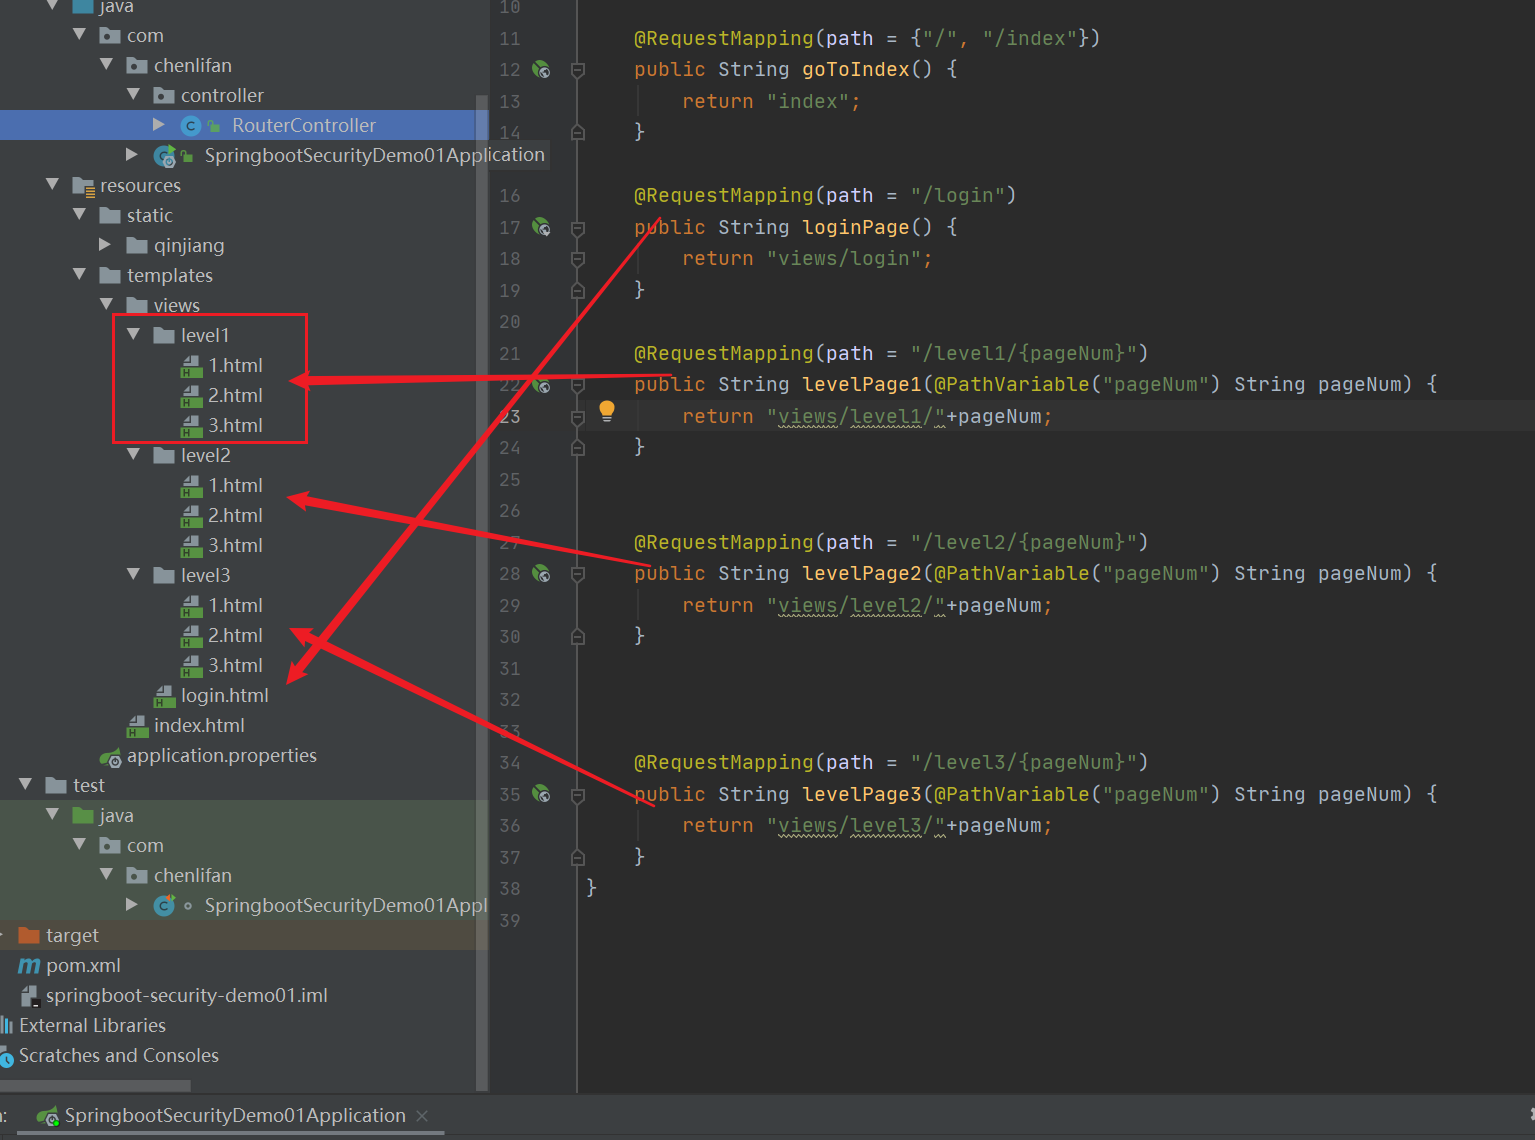 java
com
chenlifan
controller
RouterController
SpringbootSecurityDemo01Application
resources
static
qinjiang
templates
views
level1
1.html
2.html
3.html
level2
1.html
2.html
3.html
level3
1.html
2.html
3.html
login.html
index.html
application.properties
test
java
com
chenlifan
SpringbootSecurityDemo01Appl
target
pom.xml
springboot-security-demo01.iml
External Libraries
Scratches and Consoles
10
11 @RequestMapping(path = {"/", "/index"})
12 public String goToIndex() {
13 return "index";
14 }
16 @RequestMapping(path = "/login")
17 public String loginPage() {
18 return "views/login";
19 }
20
21 @RequestMapping(path = "/level1/{pageNum}")
22 public String levelPage1(@PathVariable("pageNum") String pageNum) {
23 return "views/level1/"+pageNum;
24 }
25
26
27 @RequestMapping(path = "/level2/{pageNum}")
28 public String levelPage2(@PathVariable("pageNum") String pageNum) {
29 return "views/level2/"+pageNum;
30 }
31
32
33
34 @RequestMapping(path = "/level3/{pageNum}")
35 public String levelPage3(@PathVariable("pageNum") String pageNum) {
36 return "views/level3/"+pageNum;
37 }
38 }
39
SpringbootSecurityDemo01Application